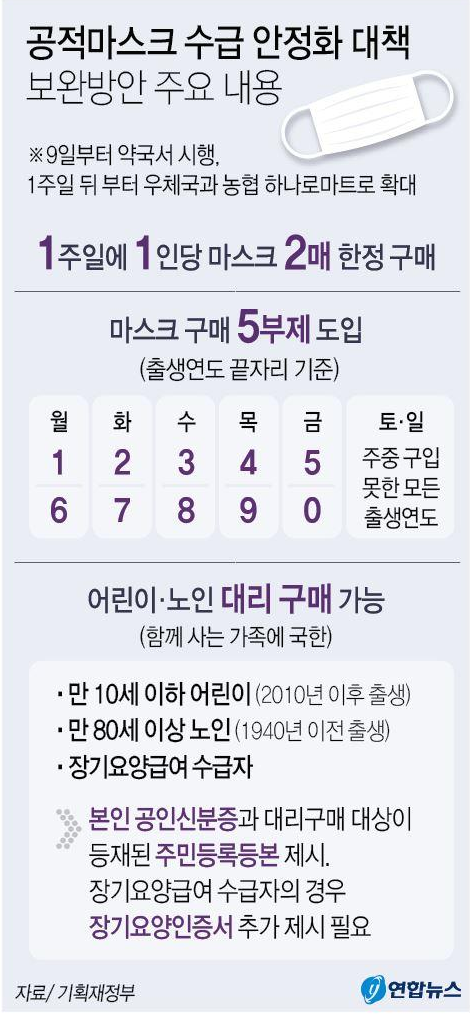 공적마스크 수급 안정화 대책
보완방안 주요 내용
※9일부터 약국서 시행,
1주일 뒤 부터 우체국과 농협 하나로마트로 확대
1주일에 1인당 마스크 2매 한정 구매
마스크 구매 5부제 도입
(출생연도 끝자리 기준)
월 화 수 목 금 토·일
1 2 3 4 5 주중 구입
못한 모든
6 7 8 9 0 출생연도
어린이·노인 대리 구매 가능
(함께 사는 가족에 국한)
· 만 10세 이하 어린이 (2010년 이후 출생)
· 만 80세 이상 노인 (1940년 이전 출생)
· 장기요양급여 수급자
본인 공인신분증과 대리구매 대상이
등재된 주민등록등본 제시.
장기요양급여 수급자의 경우
장기요양인증서 추가 제시 필요
자료/ 기획재정부
연합뉴스